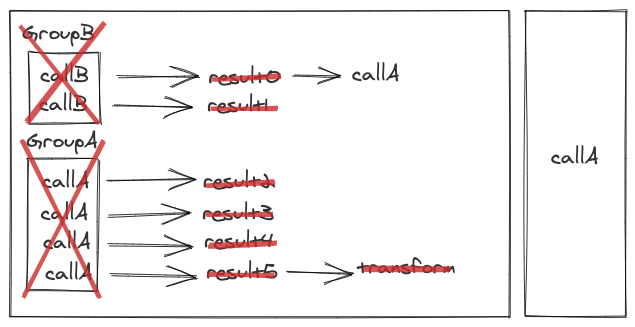 GroupB
callB result0 callA
callB result1
GroupA
callA result2
callA result3
callA result4
callA result5 transform
callA